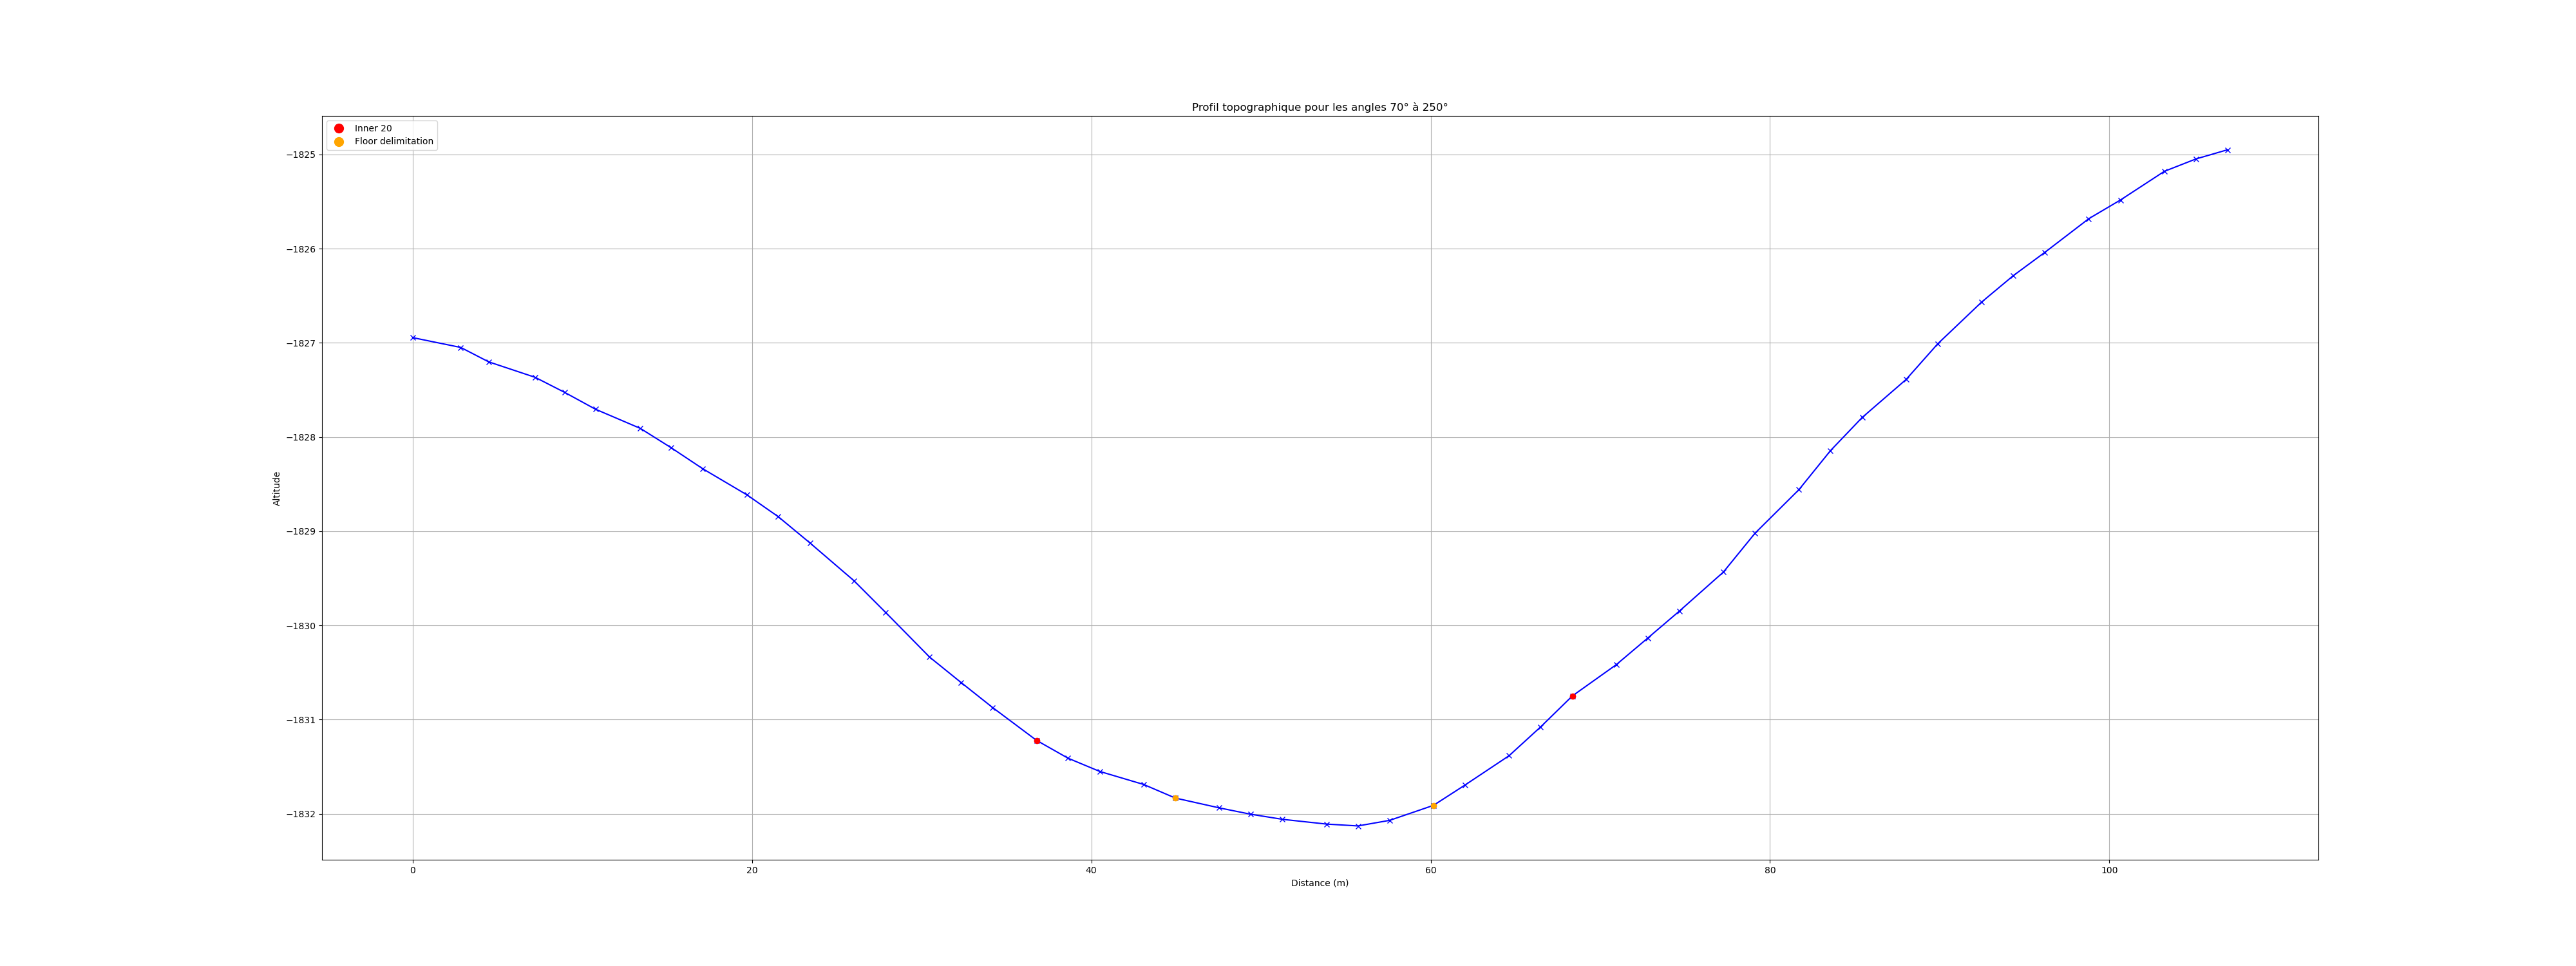 Profil topographique pour les angles 70° à 250°
Inner 20
Floor delimitation
Altitude
−1825
−1826
−1827
−1828
−1829
−1830
−1831
−1832
0 20 40 60 80 100
Distance (m)